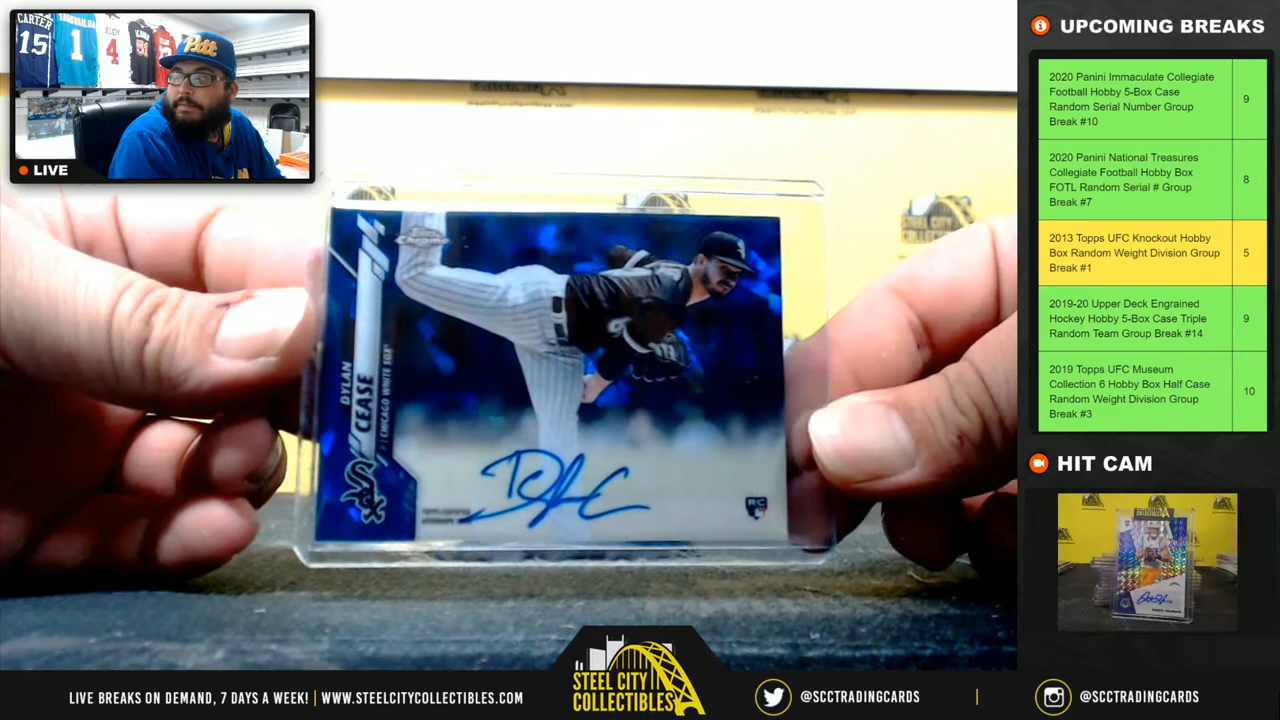 CARTER
15
1
JEUDY
4
Pitt
LIVE
Chrome
DYLAN
CEASE
CHICAGO WHITE SOX
Sox
RC
STEEL CITY
COLLECTIBLES
LIVE BREAKS ON DEMAND, 7 DAYS A WEEK! | WWW.STEELCITYCOLLECTIBLES.COM
@SCCTRADINGCARDS
@SCCTRADINGCARDS
UPCOMING BREAKS
2020 Panini Immaculate Collegiate
Football Hobby 5-Box Case
Random Serial Number Group
Break #10
9
2020 Panini National Treasures
Collegiate Football Hobby Box
FOTL Random Serial # Group
Break #7
8
2013 Topps UFC Knockout Hobby
Box Random Weight Division Group
Break #1
5
2019-20 Upper Deck Engrained
Hockey Hobby 5-Box Case Triple
Random Team Group Break #14
9
2019 Topps UFC Museum
Collection 6 Hobby Box Half Case
Random Weight Division Group
Break #3
10
HIT CAM